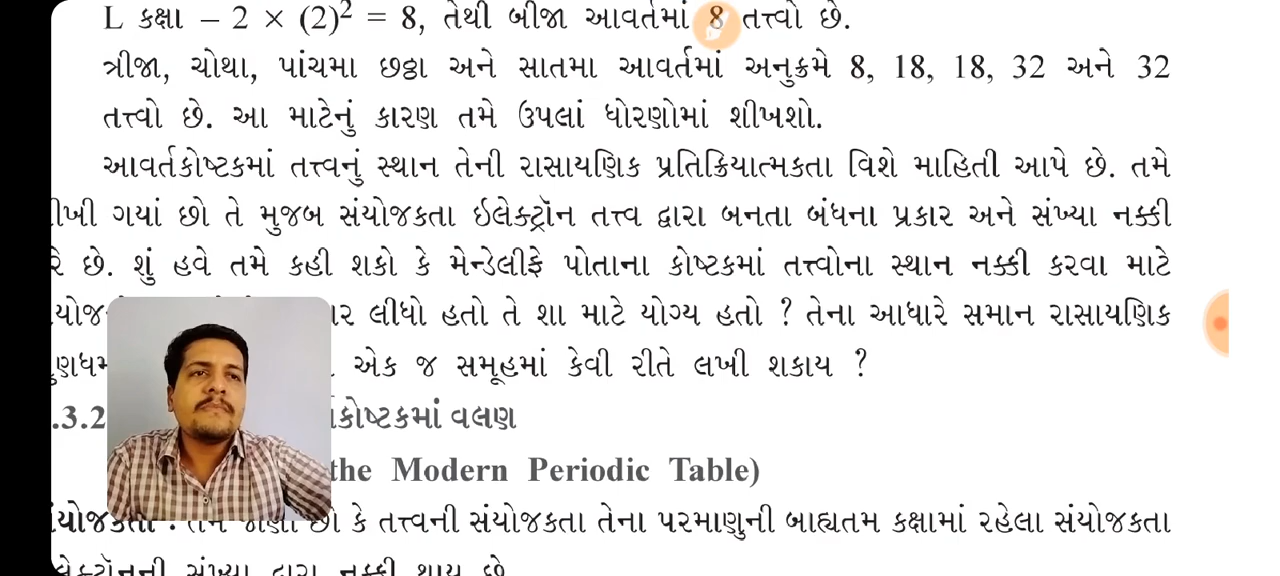 L કક્ષા – 2 × (2)² = 8, તેથી બીજા આવર્તમાં 8 તત્ત્વો છે.
ત્રીજા, ચોથા, પાંચમા છઠ્ઠા અને સાતમા આવર્તમાં અનુક્રમે 8, 18, 18, 32 અને 32
તત્ત્વો છે. આ માટેનું કારણ તમે ઉપલાં ધોરણોમાં શીખશો.
આવર્તકોષ્ટકમાં તત્ત્વનું સ્થાન તેની રાસાયણિક પ્રતિક્રિયાત્મકતા વિશે માહિતી આપે છે. તમે
ગયાં છો તે મુજબ સંયોજકતા ઇલેક્ટ્રૉન તત્ત્વ દ્વારા બનતા બંધના પ્રકાર અને સંખ્યા નક્કી
છે. શું હવે તમે કહી શકો કે મેન્ડેલીફે પોતાના કોષ્ટકમાં તત્ત્વોના સ્થાન નક્કી કરવા માટે
લીધો હતો તે શા માટે યોગ્ય હતો ? તેના આધારે સમાન રાસાયણિક
એક જ સમૂહમાં કેવી રીતે લખી શકાય ?
.3.2 કોષ્ટકમાં વલણ
the Modern Periodic Table)
છો કે તત્ત્વની સંયોજકતા તેના પરમાણુની બાહ્યતમ કક્ષામાં રહેલા સંયોજકતા
સંખ્યા દ્વારા નક્કી થાય છે